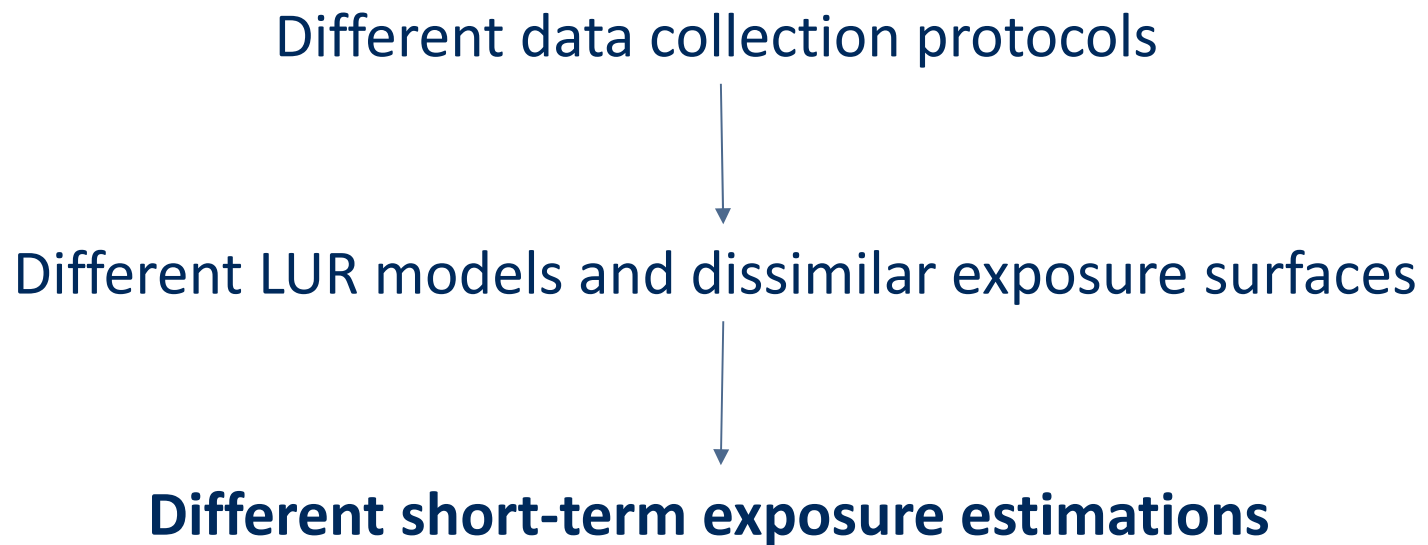 Different data collection protocols
Different LUR models and dissimilar exposure surfaces
Different short-term exposure estimations